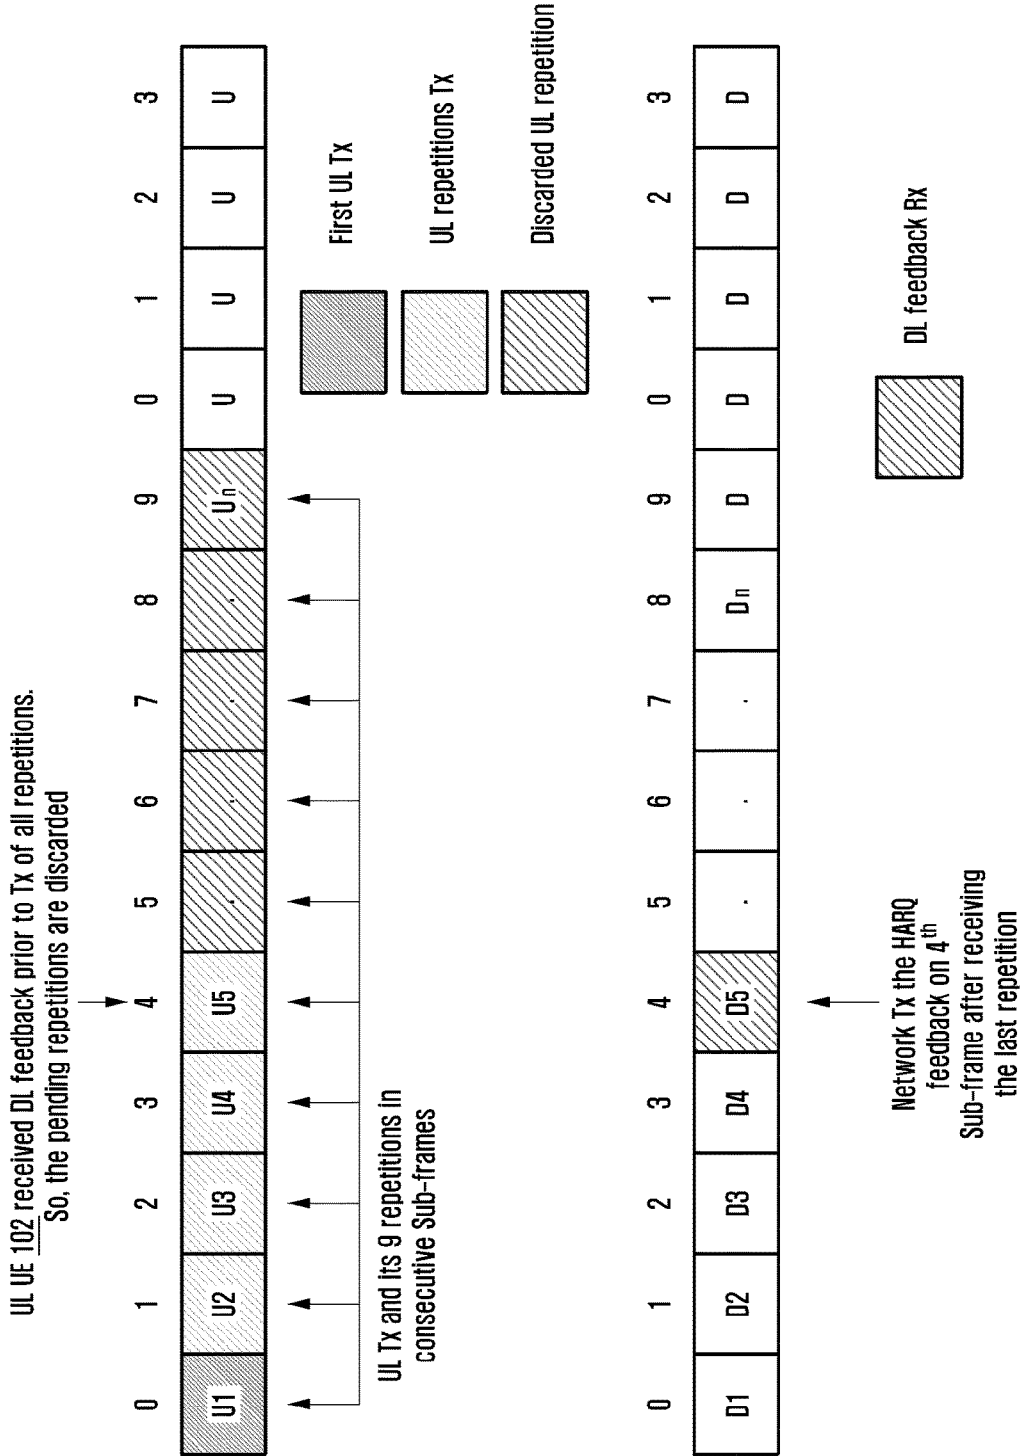 UL UE 102 received DL feedback prior to Tx of all repetitions.
So, the pending repetitions are discarded
0 1 2 3 4 5 6 7 8 9 0 1 2 3
U1 U2 U3 U4 U5 . . . . Un U U U U
UL Tx and its 9 repetitions in
consecutive Sub-frames
First UL Tx
UL repetitions Tx
Discarded UL repetition
0 1 2 3 4 5 6 7 8 9 0 1 2 3
D1 D2 D3 D4 D5 . . . Dn D D D D D
Network Tx the HARQ
feedback on 4th
Sub-frame after receiving
the last repetition
DL feedback Rx